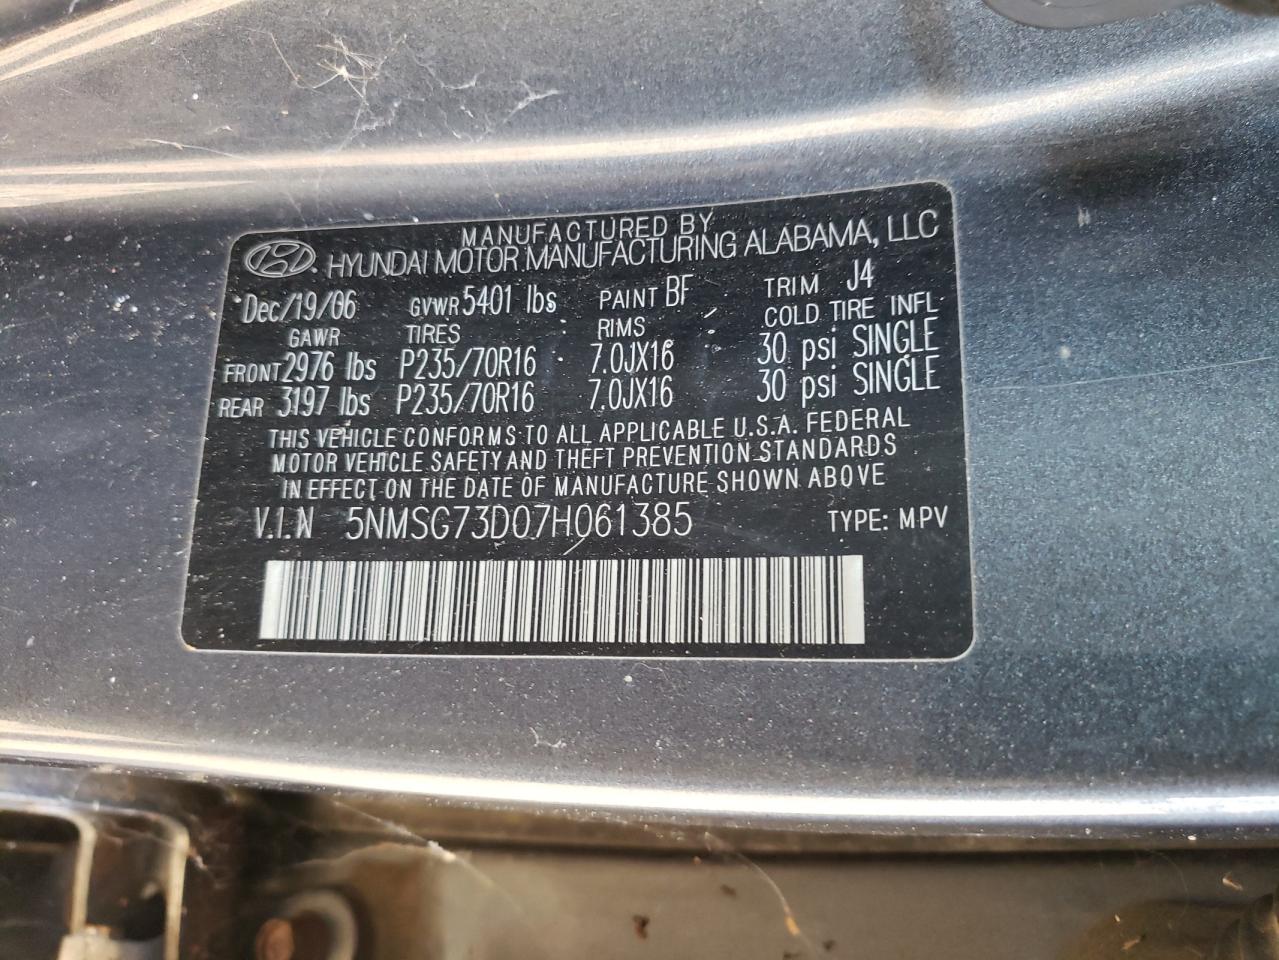 MANUFACTURED BY
HYUNDAI MOTOR MANUFACTURING ALABAMA, LLC
Dec/19/06 GVWR 5401 lbs PAINT BF TRIM J4
GAWR TIRES RIMS COLD TIRE INFL
FRONT 2976 lbs P235/70R16 7.0JX16 30 psi SINGLE
REAR 3197 lbs P235/70R16 7.0JX16 30 psi SINGLE
THIS VEHICLE CONFORMS TO ALL APPLICABLE U.S.A. FEDERAL
MOTOR VEHICLE SAFETY AND THEFT PREVENTION STANDARDS
IN EFFECT ON THE DATE OF MANUFACTURE SHOWN ABOVE
V.I.N 5NMSG73D07H061385 TYPE: MPV